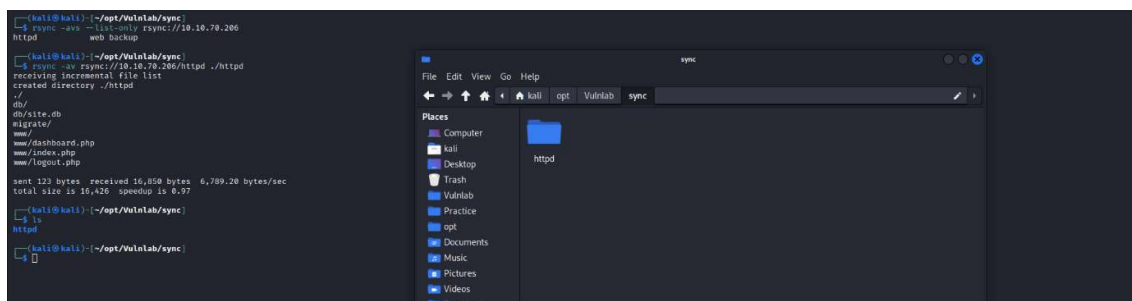 ┌──(kali㉿kali)-[~/opt/Vulnlab/sync]
└─$ rsync -avs --list-only rsync://10.10.70.206
httpd web backup
┌──(kali㉿kali)-[~/opt/Vulnlab/sync]
└─$ rsync -av rsync://10.10.70.206/httpd ./httpd
receiving incremental file list
created directory ./httpd
./
db/
db/site.db
migrate/
www/
www/dashboard.php
www/index.php
www/logout.php
sent 123 bytes received 16,850 bytes 6,789.20 bytes/sec
total size is 16,426 speedup is 0.97
┌──(kali㉿kali)-[~/opt/Vulnlab/sync]
└─$ ls
httpd
┌──(kali㉿kali)-[~/opt/Vulnlab/sync]
└─$
sync
File Edit View Go Help
kali opt Vulnlab sync
Places
Computer
kali
Desktop
Trash
Vulnlab
Practice
opt
Documents
Music
Pictures
Videos
httpd